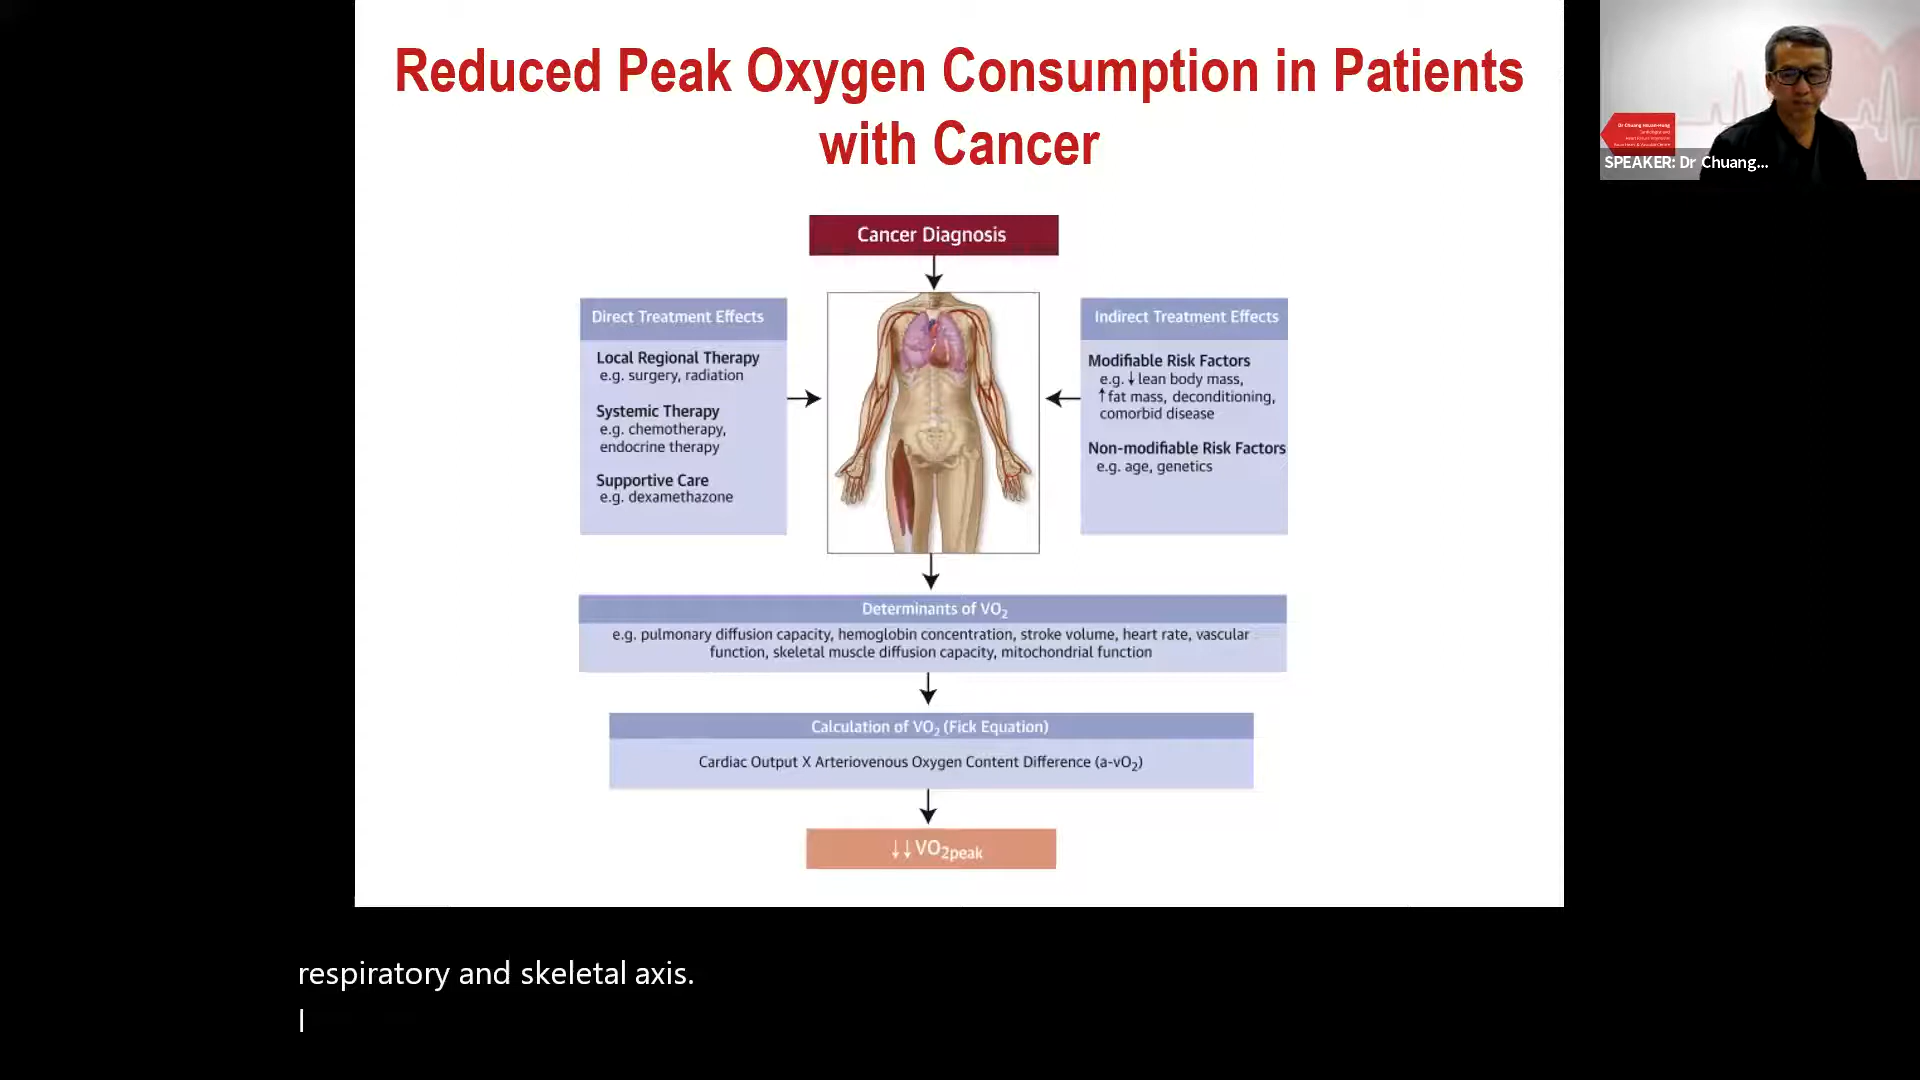 Reduced Peak Oxygen Consumption in Patients
with Cancer
Cancer Diagnosis
Direct Treatment Effects
Local Regional Therapy
e.g. surgery, radiation
Systemic Therapy
e.g. chemotherapy,
endocrine therapy
Supportive Care
e.g. dexamethazone
Indirect Treatment Effects
Modifiable Risk Factors
e.g. ↓ lean body mass,
↑ fat mass, deconditioning,
comorbid disease
Non-modifiable Risk Factors
e.g. age, genetics
Determinants of VO₂
e.g. pulmonary diffusion capacity, hemoglobin concentration, stroke volume, heart rate, vascular
function, skeletal muscle diffusion capacity, mitochondrial function
Calculation of VO₂ (Fick Equation)
Cardiac Output X Arteriovenous Oxygen Content Difference (a-vO₂)
↓↓VO2peak
SPEAKER: Dr Chuang...
respiratory and skeletal axis.
I